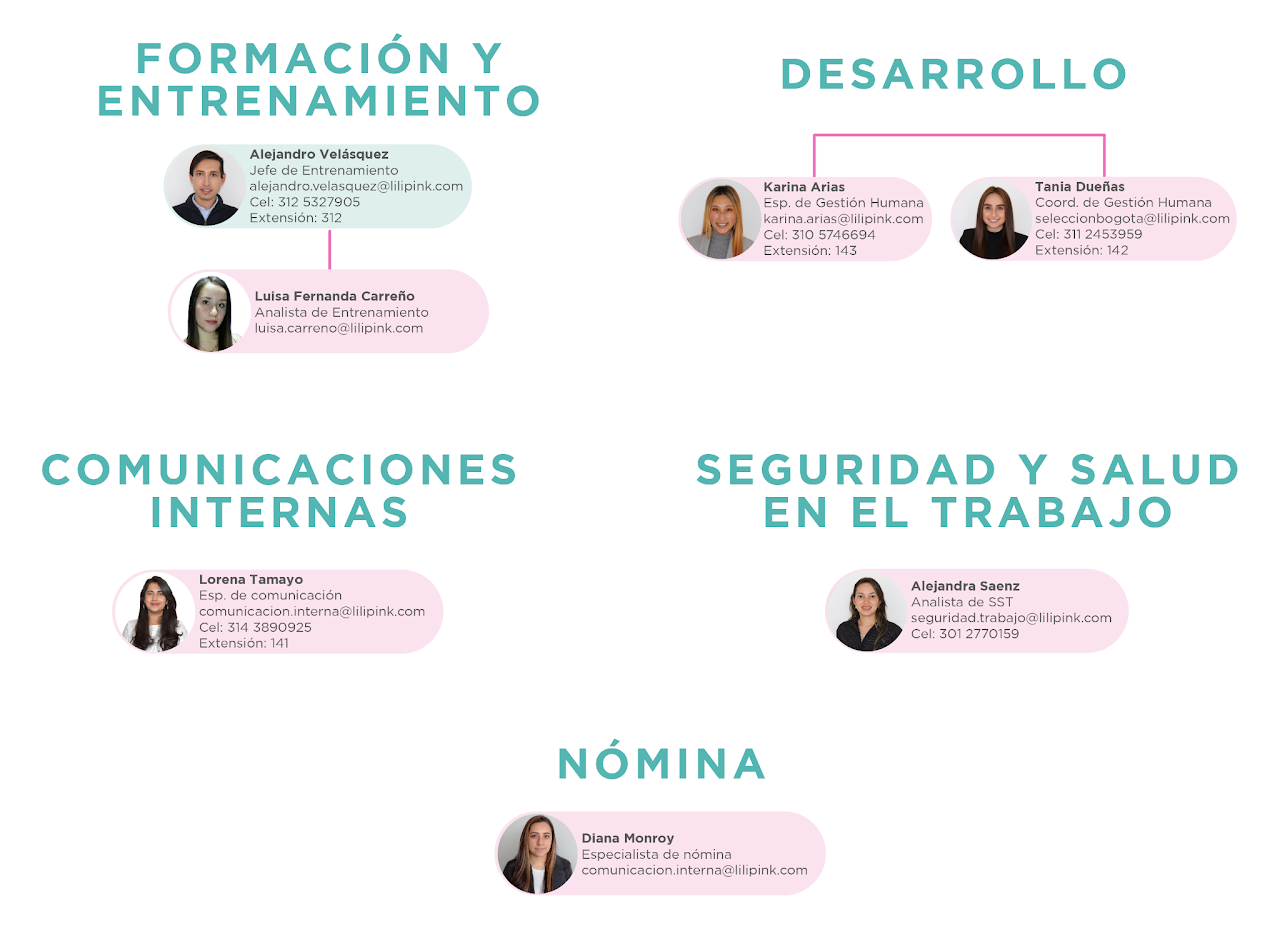 FORMACIÓN Y
ENTRENAMIENTO
Alejandro Velásquez
Jefe de Entrenamiento
alejandro.velasquez@lilipink.com
Cel: 312 5327905
Extensión: 312
Luisa Fernanda Carreño
Analista de Entrenamiento
luisa.carreno@lilipink.com
DESARROLLO
Karina Arias
Esp. de Gestión Humana
karina.arias@lilipink.com
Cel: 310 5746694
Extensión: 143
Tania Dueñas
Coord. de Gestión Humana
seleccionbogota@lilipink.com
Cel: 311 2453959
Extensión: 142
COMUNICACIONES
INTERNAS
Lorena Tamayo
Esp. de comunicación
comunicacion.interna@lilipink.com
Cel: 314 3890925
Extensión: 141
SEGURIDAD Y SALUD
EN EL TRABAJO
Alejandra Saenz
Analista de SST
seguridad.trabajo@lilipink.com
Cel: 301 2770159
NÓMINA
Diana Monroy
Especialista de nómina
comunicacion.interna@lilipink.com